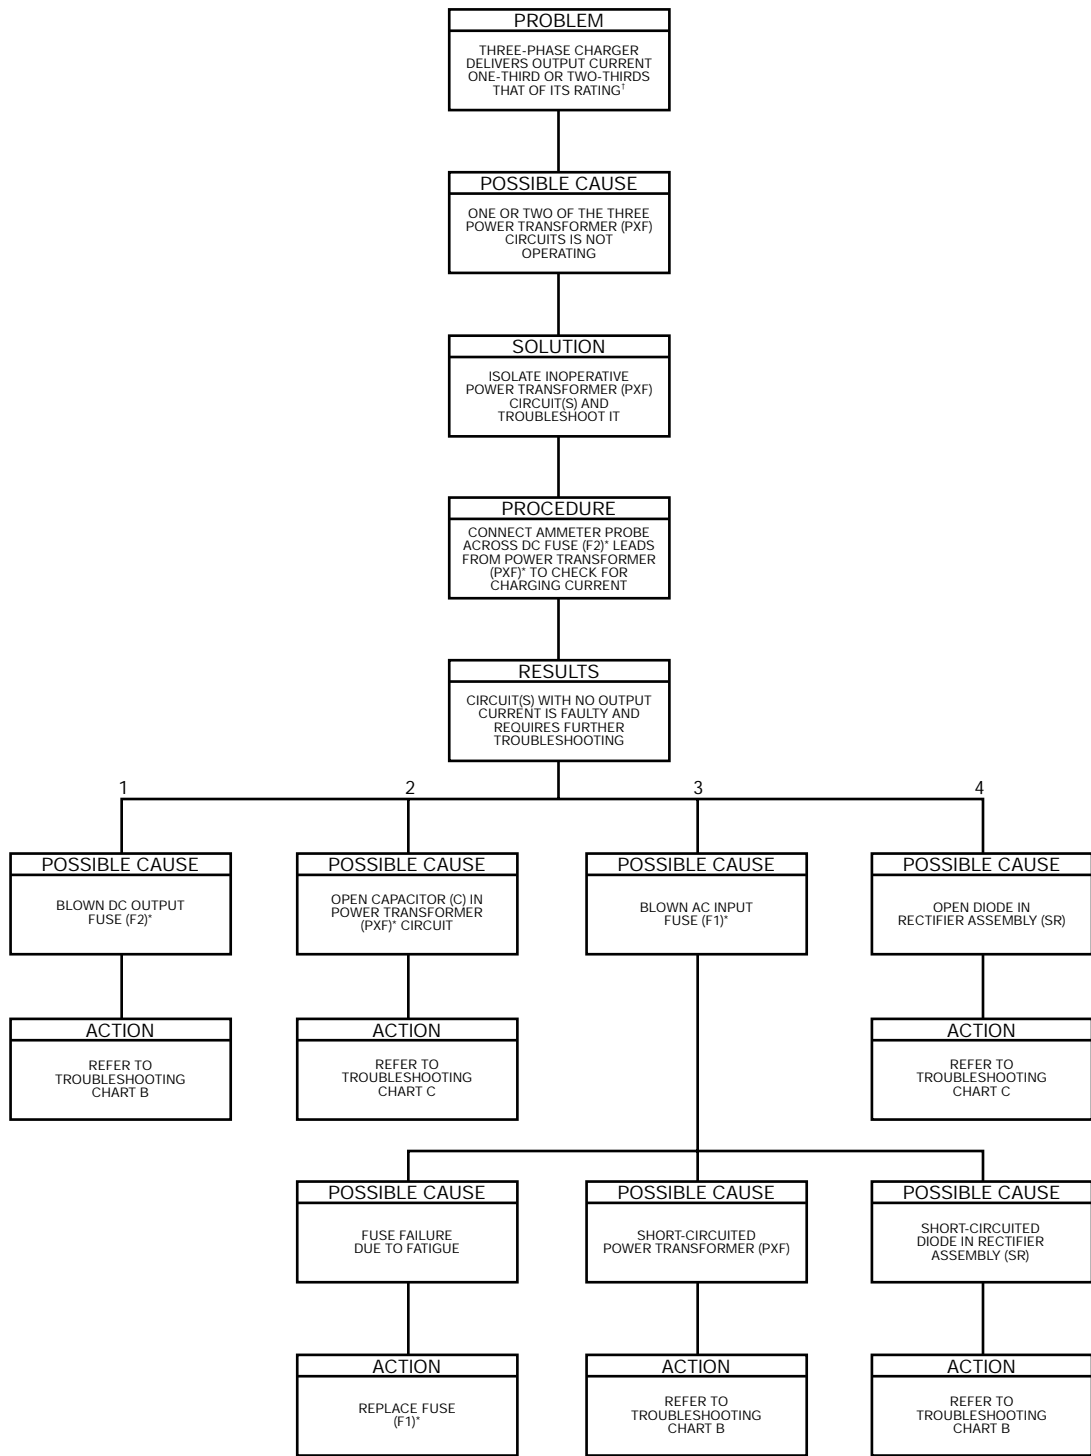 PROBLEM
THREE-PHASE CHARGER
DELIVERS OUTPUT CURRENT
ONE-THIRD OR TWO-THIRDS
THAT OF ITS RATING†
POSSIBLE CAUSE
ONE OR TWO OF THE THREE
POWER TRANSFORMER (PXF)
CIRCUITS IS NOT
OPERATING
SOLUTION
ISOLATE INOPERATIVE
POWER TRANSFORMER (PXF)
CIRCUIT(S) AND
TROUBLESHOOT IT
PROCEDURE
CONNECT AMMETER PROBE
ACROSS DC FUSE (F2)* LEADS
FROM POWER TRANSFORMER
(PXF)* TO CHECK FOR
CHARGING CURRENT
RESULTS
CIRCUIT(S) WITH NO OUTPUT
CURRENT IS FAULTY AND
REQUIRES FURTHER
TROUBLESHOOTING
1
POSSIBLE CAUSE
BLOWN DC OUTPUT
FUSE (F2)*
ACTION
REFER TO
TROUBLESHOOTING
CHART B
2
POSSIBLE CAUSE
OPEN CAPACITOR (C) IN
POWER TRANSFORMER
(PXF)* CIRCUIT
ACTION
REFER TO
TROUBLESHOOTING
CHART C
3
POSSIBLE CAUSE
BLOWN AC INPUT
FUSE (F1)*
4
POSSIBLE CAUSE
OPEN DIODE IN
RECTIFIER ASSEMBLY (SR)
ACTION
REFER TO
TROUBLESHOOTING
CHART C
POSSIBLE CAUSE
FUSE FAILURE
DUE TO FATIGUE
ACTION
REPLACE FUSE
(F1)*
POSSIBLE CAUSE
SHORT-CIRCUITED
POWER TRANSFORMER (PXF)
ACTION
REFER TO
TROUBLESHOOTING
CHART B
POSSIBLE CAUSE
SHORT-CIRCUITED
DIODE IN RECTIFIER
ASSEMBLY (SR)
ACTION
REFER TO
TROUBLESHOOTING
CHART B